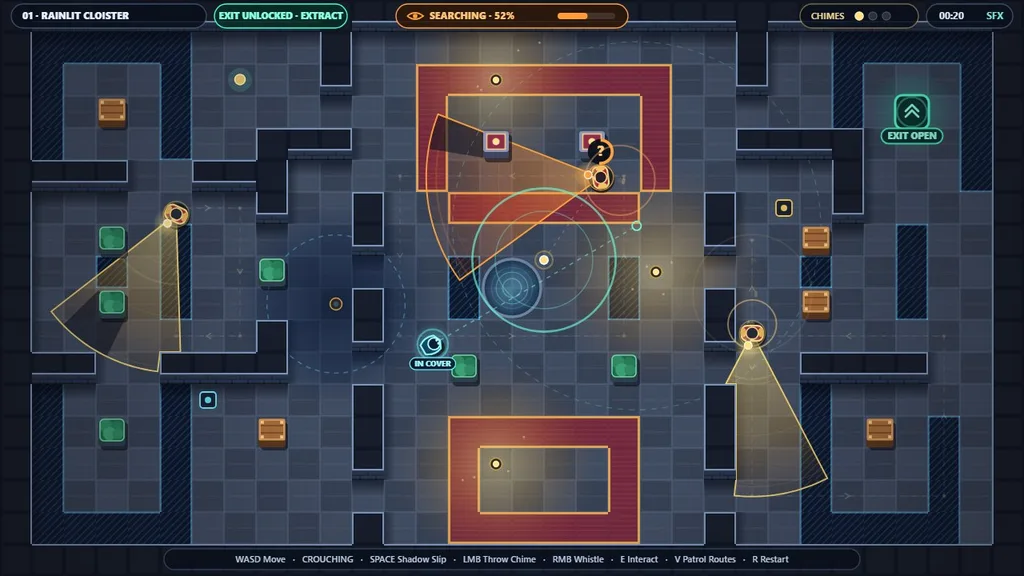 01 · RAINLIT CLOISTER
EXIT UNLOCKED · EXTRACT
SEARCHING · 52%
CHIMES
00:20 SFX
?
EXIT OPEN
IN COVER
WASD Move · CROUCHING · SPACE Shadow Slip · LMB Throw Chime · RMB Whistle · E Interact · V Patrol Routes · R Restart